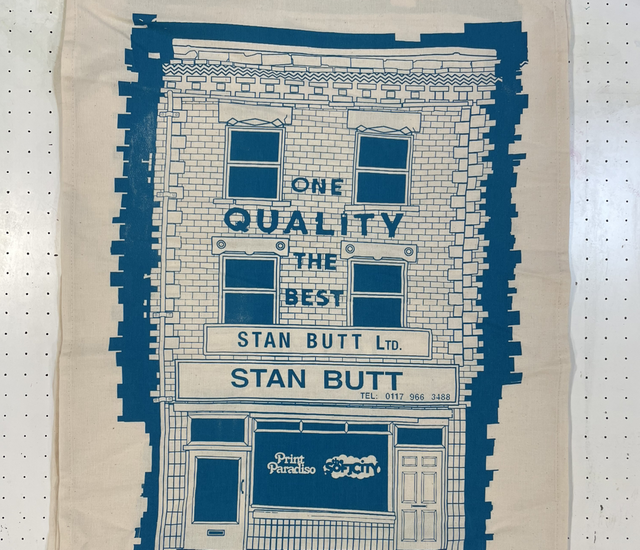 ONE
QUALITY
THE
BEST
STAN BUTT LTD.
STAN BUTT
TEL: 0117 966 3488
Print
Paradiso
SOFTCITY